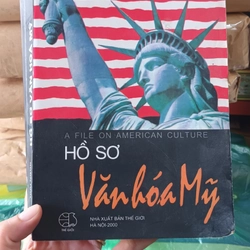 A FILE ON AMERICAN CULTURE
HỒ SƠ
Văn hóa Mỹ
NHÀ XUẤT BẢN THẾ GIỚI
HÀ NỘI-2000